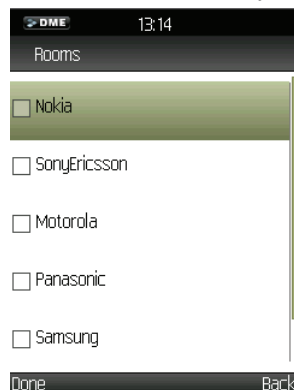 DME 13:14
Rooms
Nokia
SonyEricsson
Motorola
Panasonic
Samsung
Done Back